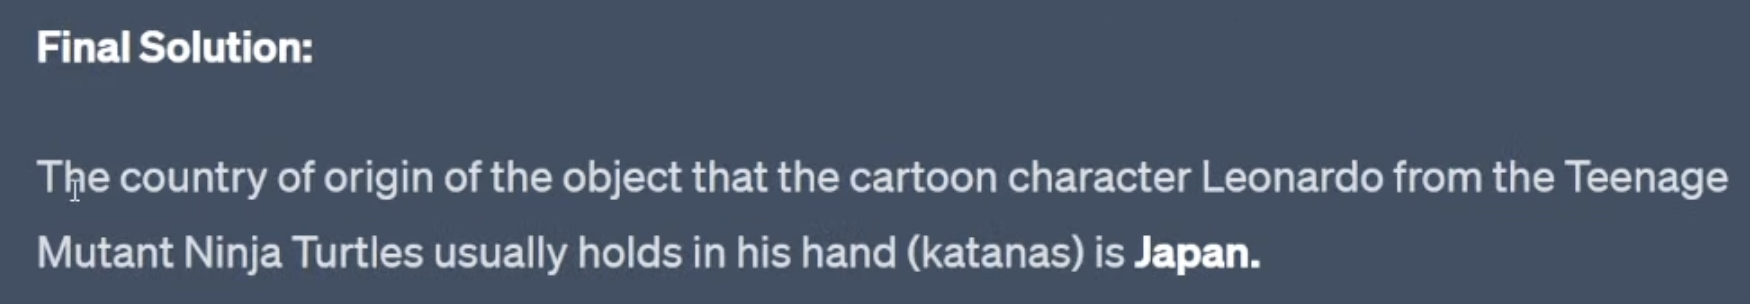 Final Solution:
The country of origin of the object that the cartoon character Leonardo from the Teenage
Mutant Ninja Turtles usually holds in his hand (katanas) is Japan.